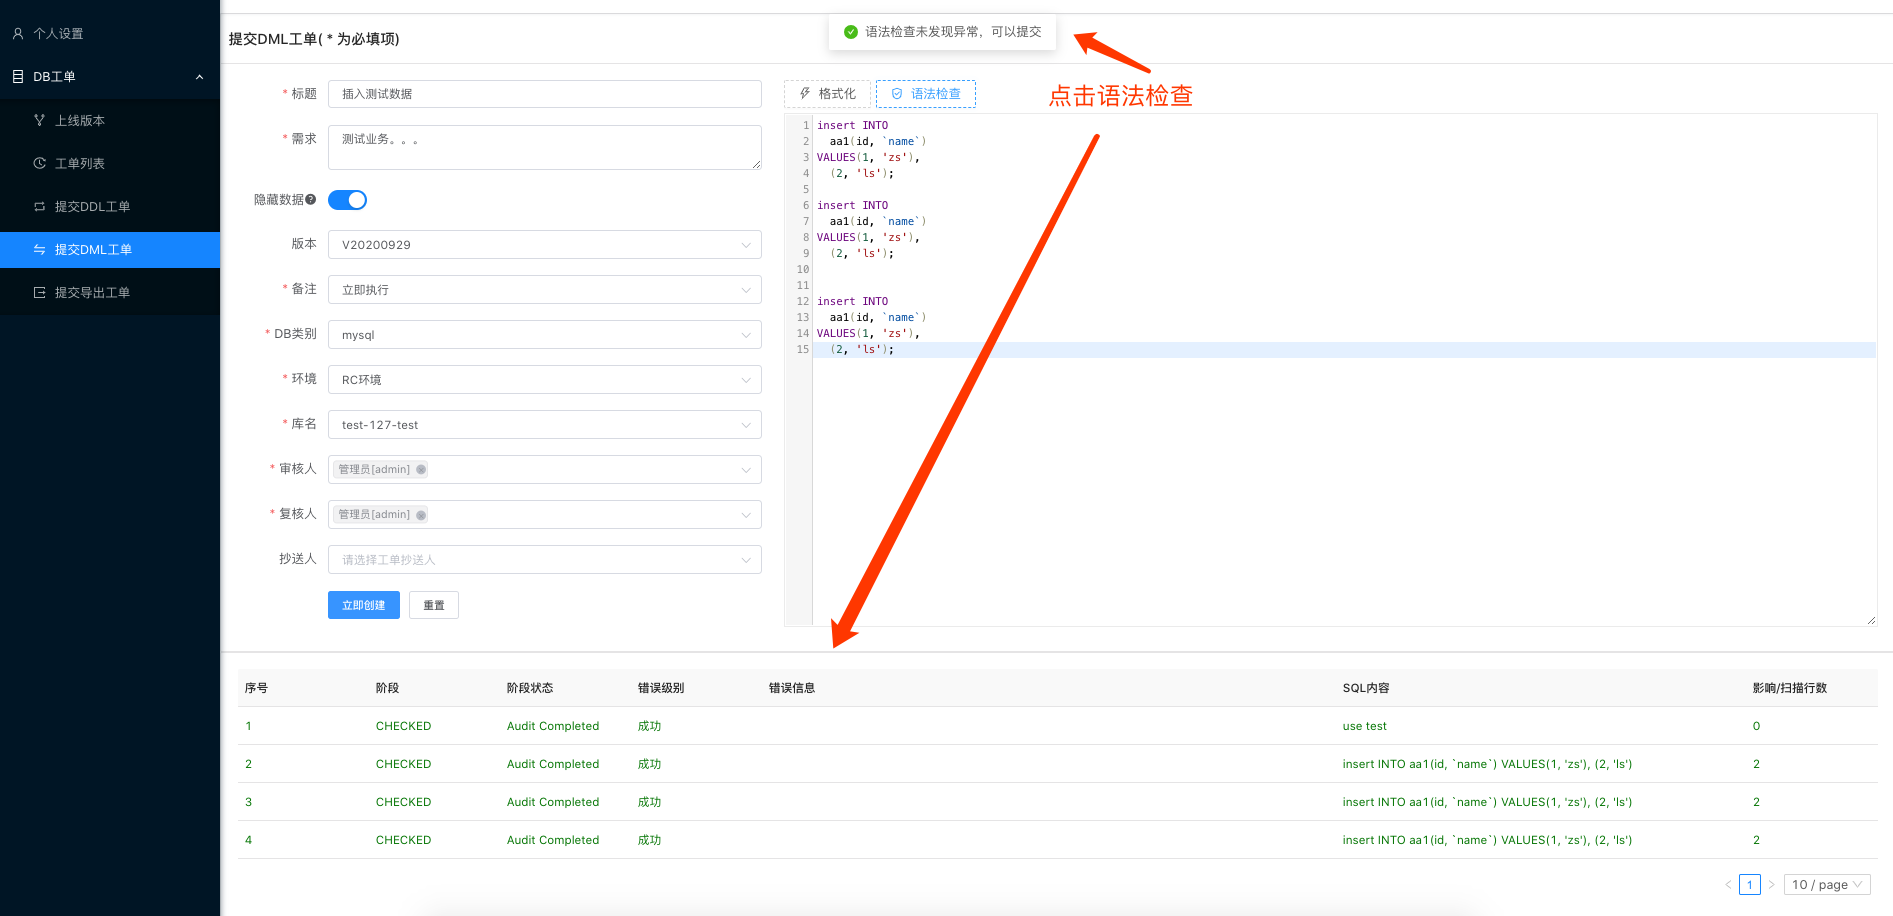 个人设置
DB工单
上线版本
工单列表
提交DDL工单
提交DML工单
提交导出工单
提交DML工单( * 为必填项)
语法检查未发现异常，可以提交
点击语法检查
* 标题 插入测试数据
* 需求 测试业务。。。
隐藏数据
版本 V20200929
* 备注 立即执行
* DB类别 mysql
* 环境 RC环境
* 库名 test-127-test
* 审核人 管理员[admin]
* 复核人 管理员[admin]
抄送人 请选择工单抄送人
立即创建 重置
格式化 语法检查
1 insert INTO
2 aa1(id, `name`)
3 VALUES(1, 'zs'),
4 (2, 'ls');
5
6 insert INTO
7 aa1(id, `name`)
8 VALUES(1, 'zs'),
9 (2, 'ls');
10
11
12 insert INTO
13 aa1(id, `name`)
14 VALUES(1, 'zs'),
15 (2, 'ls');
序号 阶段 阶段状态 错误级别 错误信息 SQL内容 影响/扫描行数
1 CHECKED Audit Completed 成功 use test 0
2 CHECKED Audit Completed 成功 insert INTO aa1(id, `name`) VALUES(1, 'zs'), (2, 'ls') 2
3 CHECKED Audit Completed 成功 insert INTO aa1(id, `name`) VALUES(1, 'zs'), (2, 'ls') 2
4 CHECKED Audit Completed 成功 insert INTO aa1(id, `name`) VALUES(1, 'zs'), (2, 'ls') 2
< 1 > 10 / page